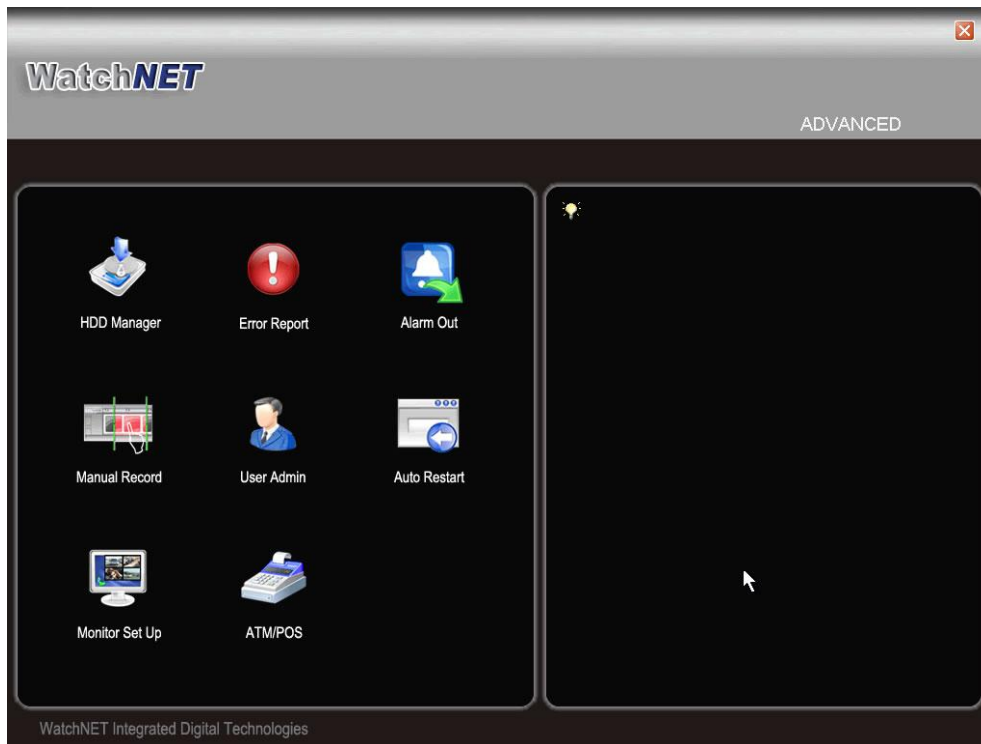 WatchNET
ADVANCED
HDD Manager
Error Report
Alarm Out
Manual Record
User Admin
Auto Restart
Monitor Set Up
ATM/POS
WatchNET Integrated Digital Technologies